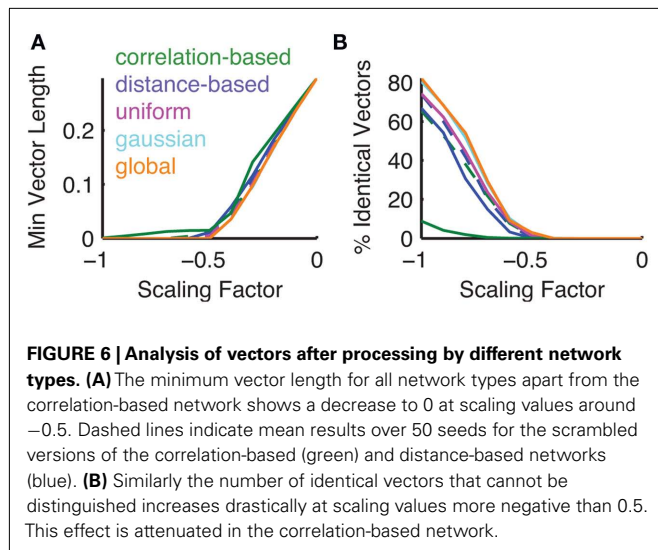 A
B
correlation-based
distance-based
uniform
gaussian
global
Min Vector Length
0.2
0.1
0
−1
−0.5
0
Scaling Factor
% Identical Vectors
80
60
40
20
0
−1
−0.5
0
Scaling Factor
FIGURE 6 | Analysis of vectors after processing by different network
types. (A) The minimum vector length for all network types apart from the
correlation-based network shows a decrease to 0 at scaling values around
−0.5. Dashed lines indicate mean results over 50 seeds for the scrambled
versions of the correlation-based (green) and distance-based networks
(blue). (B) Similarly the number of identical vectors that cannot be
distinguished increases drastically at scaling values more negative than 0.5.
This effect is attenuated in the correlation-based network.